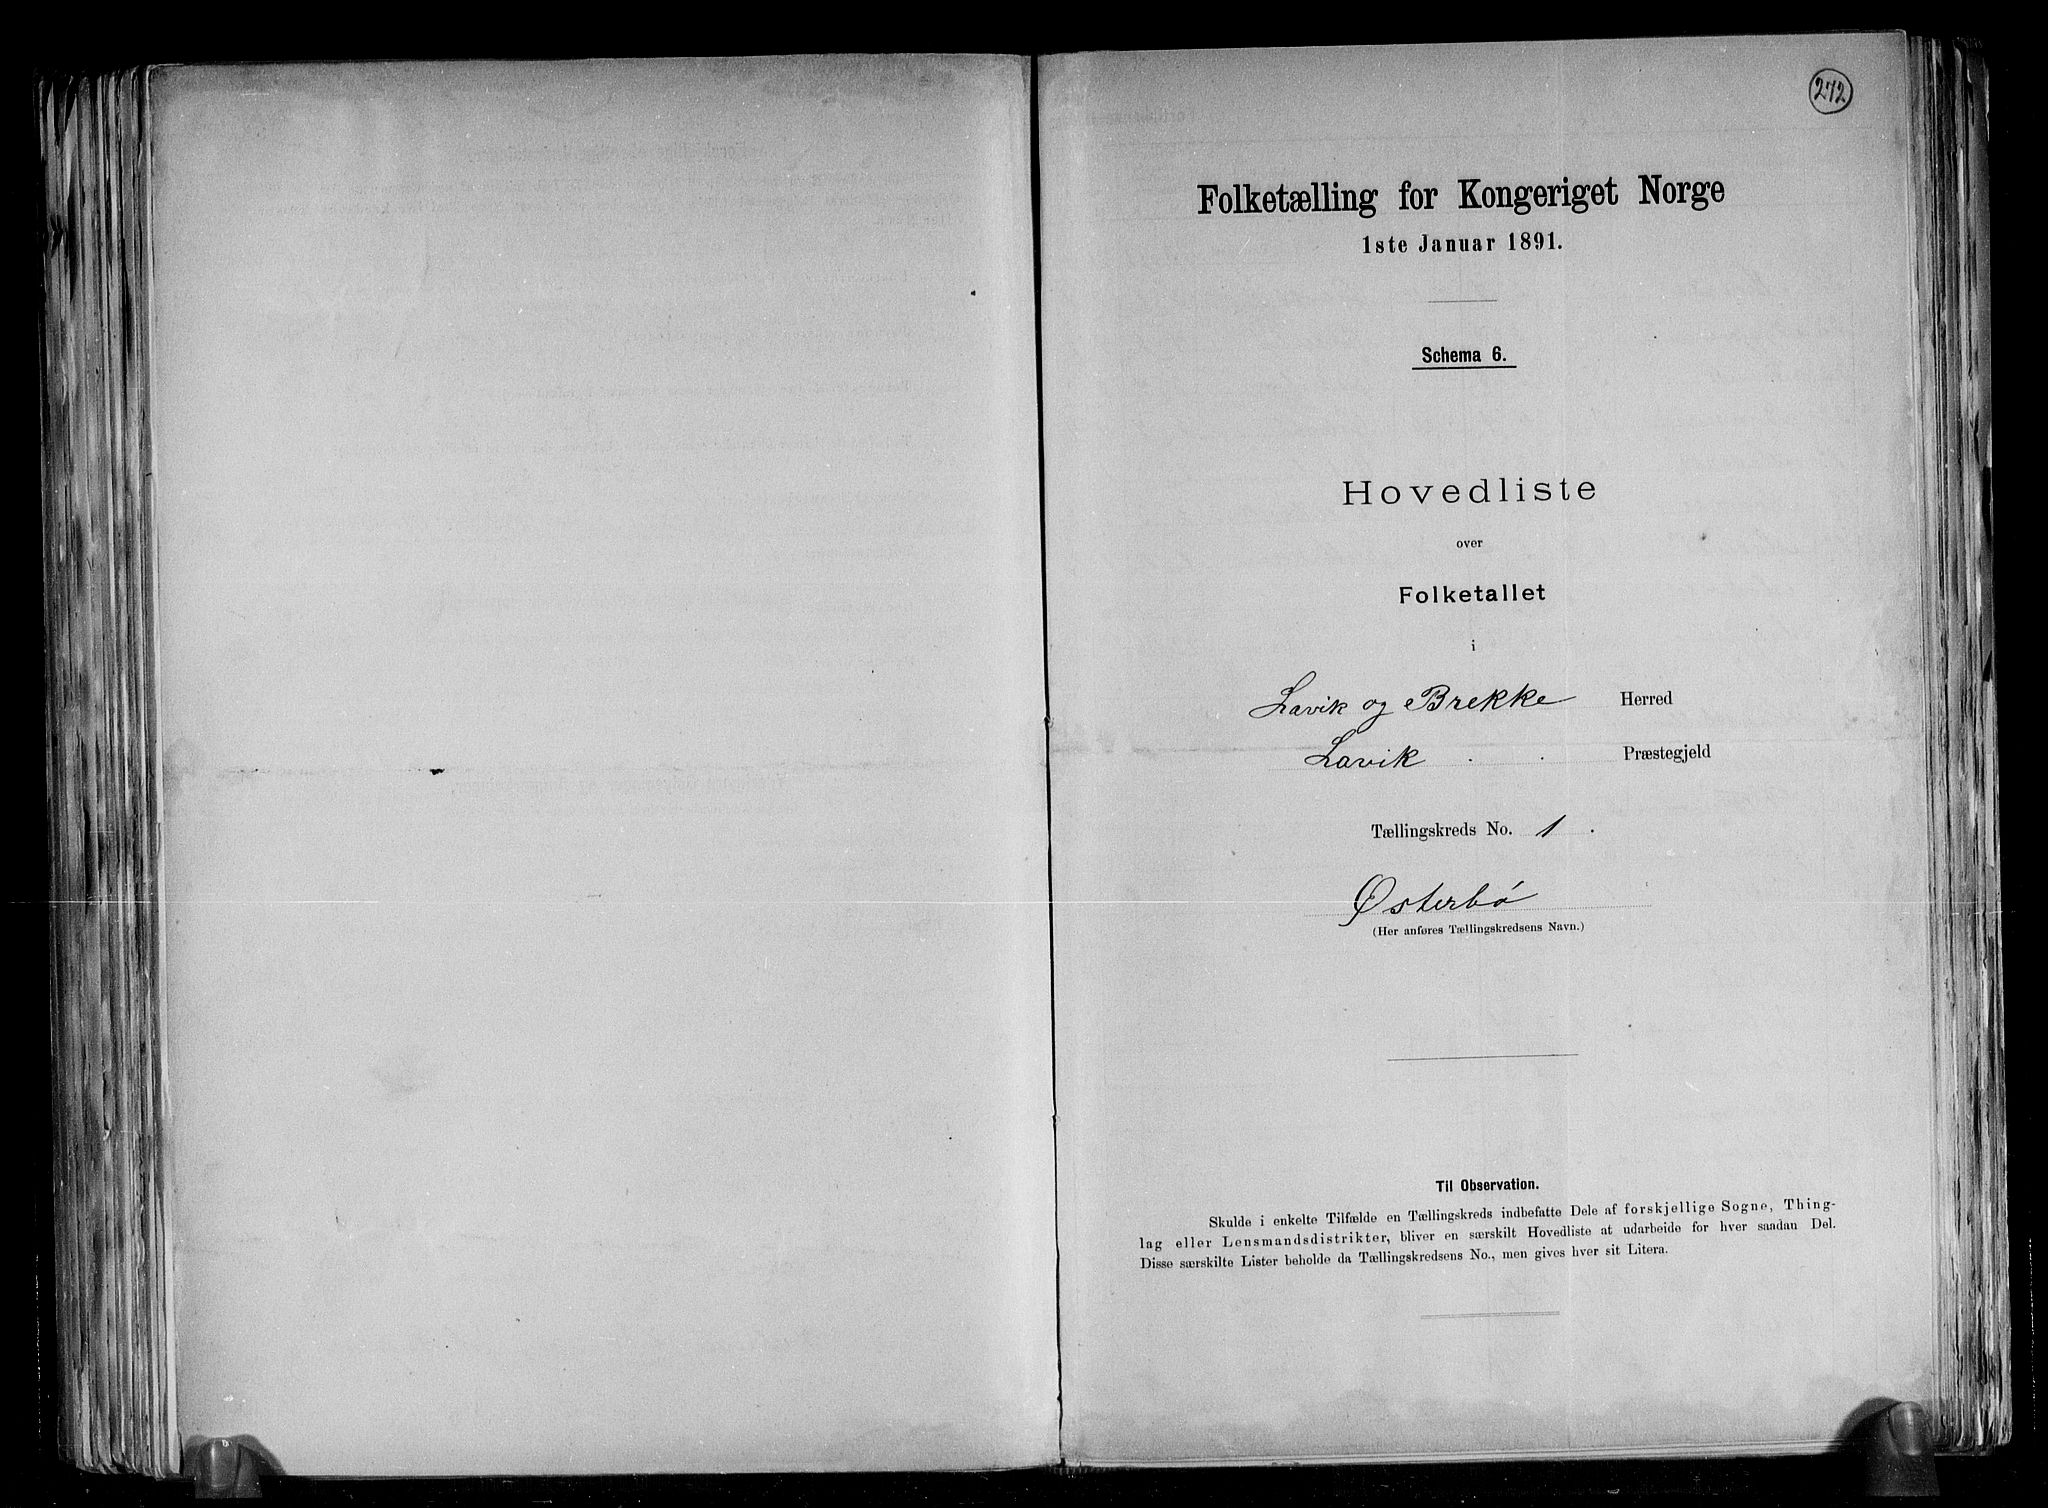 272
Folketælling for Kongeriget Norge
1ste Januar 1891.
Schema 6.
Hovedliste
over
Folketallet
i
Lavik og Brekke Herred
Lavik Præstegjeld
Tællingskreds No. 1.
Østerbó
(Her anføres Tællingskredsens Navn.)
Til Observation.
Skulde i enkelte Tilfælde en Tællingskreds indbefatte Dele af forskjellige Sogne, Thing-
lag eller Lensmandsdistrikter, bliver en særskilt Hovedliste at udarbeide for hver saadan Del.
Disse særskilte Lister beholde da Tællingskredsens No., men gives hver sit Litera.